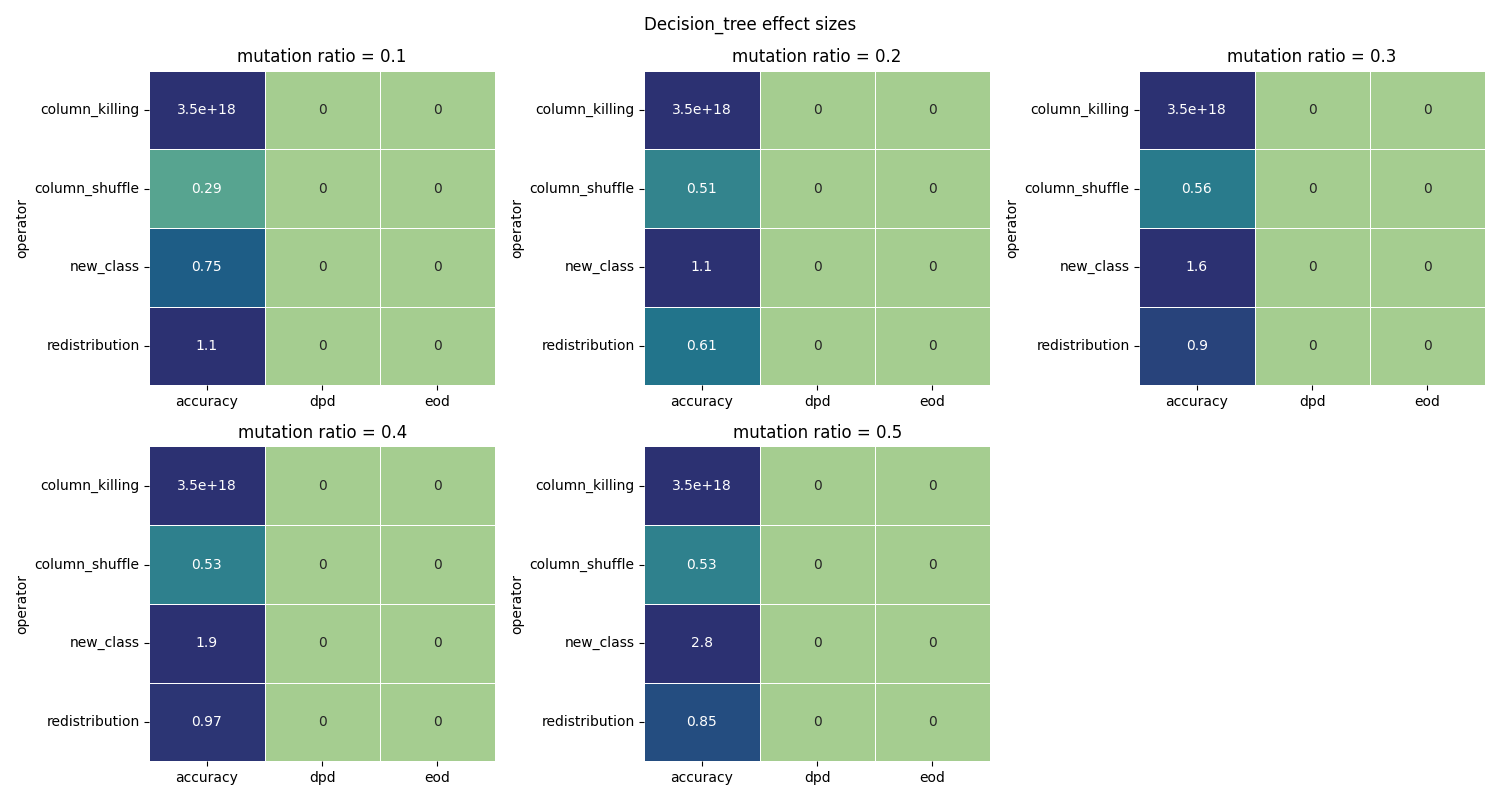 Decision_tree effect sizes
mutation ratio = 0.1
column_killing 3.5e+18 0 0
column_shuffle 0.29 0 0
new_class 0.75 0 0
redistribution 1.1 0 0
operator
accuracy dpd eod
mutation ratio = 0.2
column_killing 3.5e+18 0 0
column_shuffle 0.51 0 0
new_class 1.1 0 0
redistribution 0.61 0 0
operator
accuracy dpd eod
mutation ratio = 0.3
column_killing 3.5e+18 0 0
column_shuffle 0.56 0 0
new_class 1.6 0 0
redistribution 0.9 0 0
operator
accuracy dpd eod
mutation ratio = 0.4
column_killing 3.5e+18 0 0
column_shuffle 0.53 0 0
new_class 1.9 0 0
redistribution 0.97 0 0
operator
accuracy dpd eod
mutation ratio = 0.5
column_killing 3.5e+18 0 0
column_shuffle 0.53 0 0
new_class 2.8 0 0
redistribution 0.85 0 0
operator
accuracy dpd eod